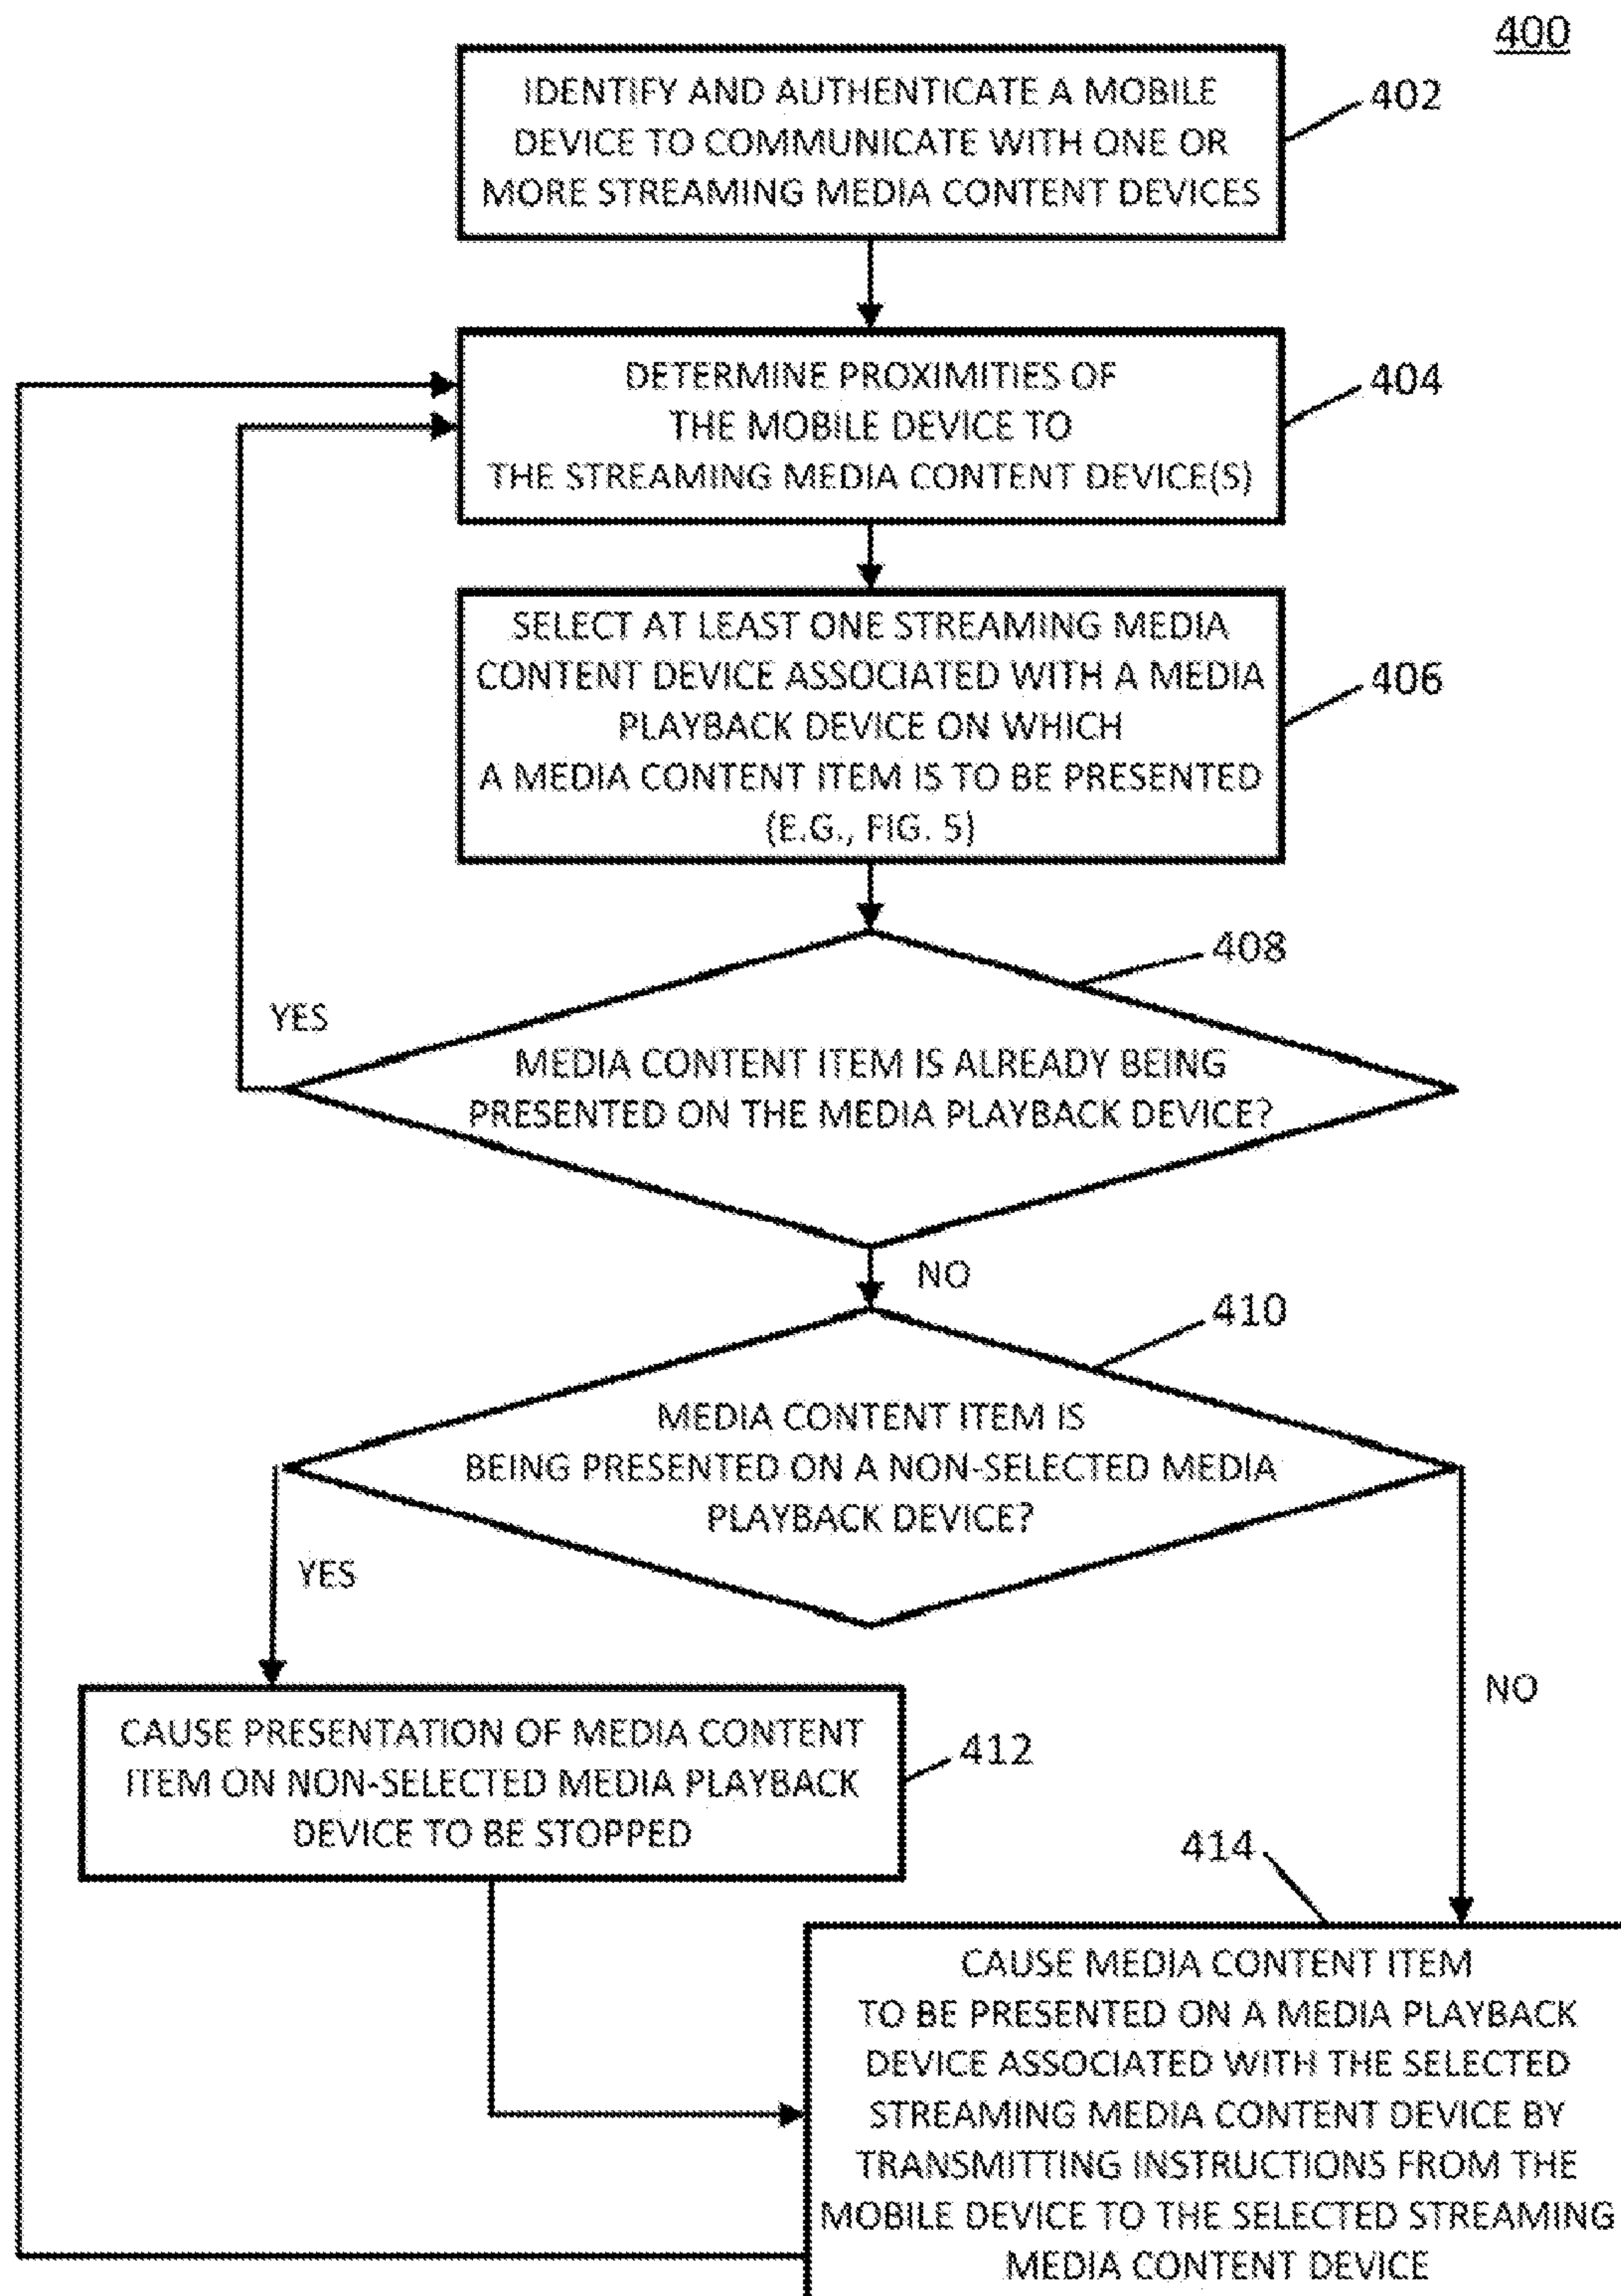 400
IDENTIFY AND AUTHENTICATE A MOBILE
DEVICE TO COMMUNICATE WITH ONE OR
MORE STREAMING MEDIA CONTENT DEVICES
402
DETERMINE PROXIMITIES OF
THE MOBILE DEVICE TO
THE STREAMING MEDIA CONTENT DEVICE(S)
404
SELECT AT LEAST ONE STREAMING MEDIA
CONTENT DEVICE ASSOCIATED WITH A MEDIA
PLAYBACK DEVICE ON WHICH
A MEDIA CONTENT ITEM IS TO BE PRESENTED
(E.G., FIG. 5)
406
408
YES
MEDIA CONTENT ITEM IS ALREADY BEING
PRESENTED ON THE MEDIA PLAYBACK DEVICE?
NO
410
MEDIA CONTENT ITEM IS
BEING PRESENTED ON A NON-SELECTED MEDIA
PLAYBACK DEVICE?
YES
NO
CAUSE PRESENTATION OF MEDIA CONTENT
ITEM ON NON-SELECTED MEDIA PLAYBACK
DEVICE TO BE STOPPED
412
414
CAUSE MEDIA CONTENT ITEM
TO BE PRESENTED ON A MEDIA PLAYBACK
DEVICE ASSOCIATED WITH THE SELECTED
STREAMING MEDIA CONTENT DEVICE BY
TRANSMITTING INSTRUCTIONS FROM THE
MOBILE DEVICE TO THE SELECTED STREAMING
MEDIA CONTENT DEVICE